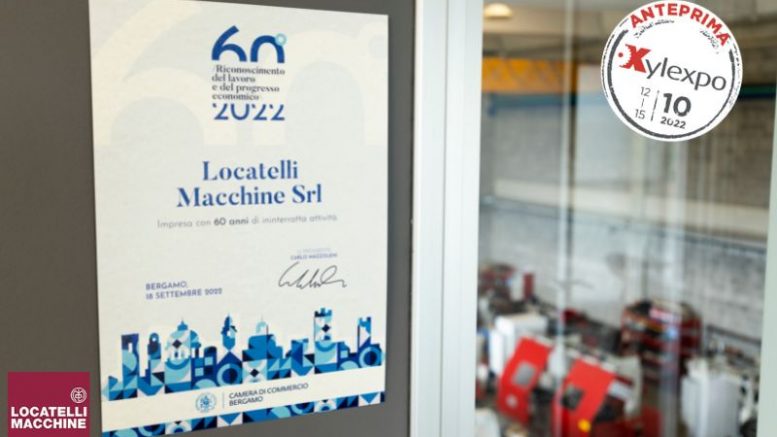 60°
/Riconoscimento
del lavoro
e del progresso
economico/
2022
Locatelli
Macchine Srl
Impresa con 60 anni di ininterrotta attività
IL PRESIDENTE
CARLO MAZZOLENI
BERGAMO,
18 SETTEMBRE 2022
CAMERA DI COMMERCIO
BERGAMO
LOCATELLI
MACCHINE
ANTEPRIMA
Xylexpo
12
15
10
2022